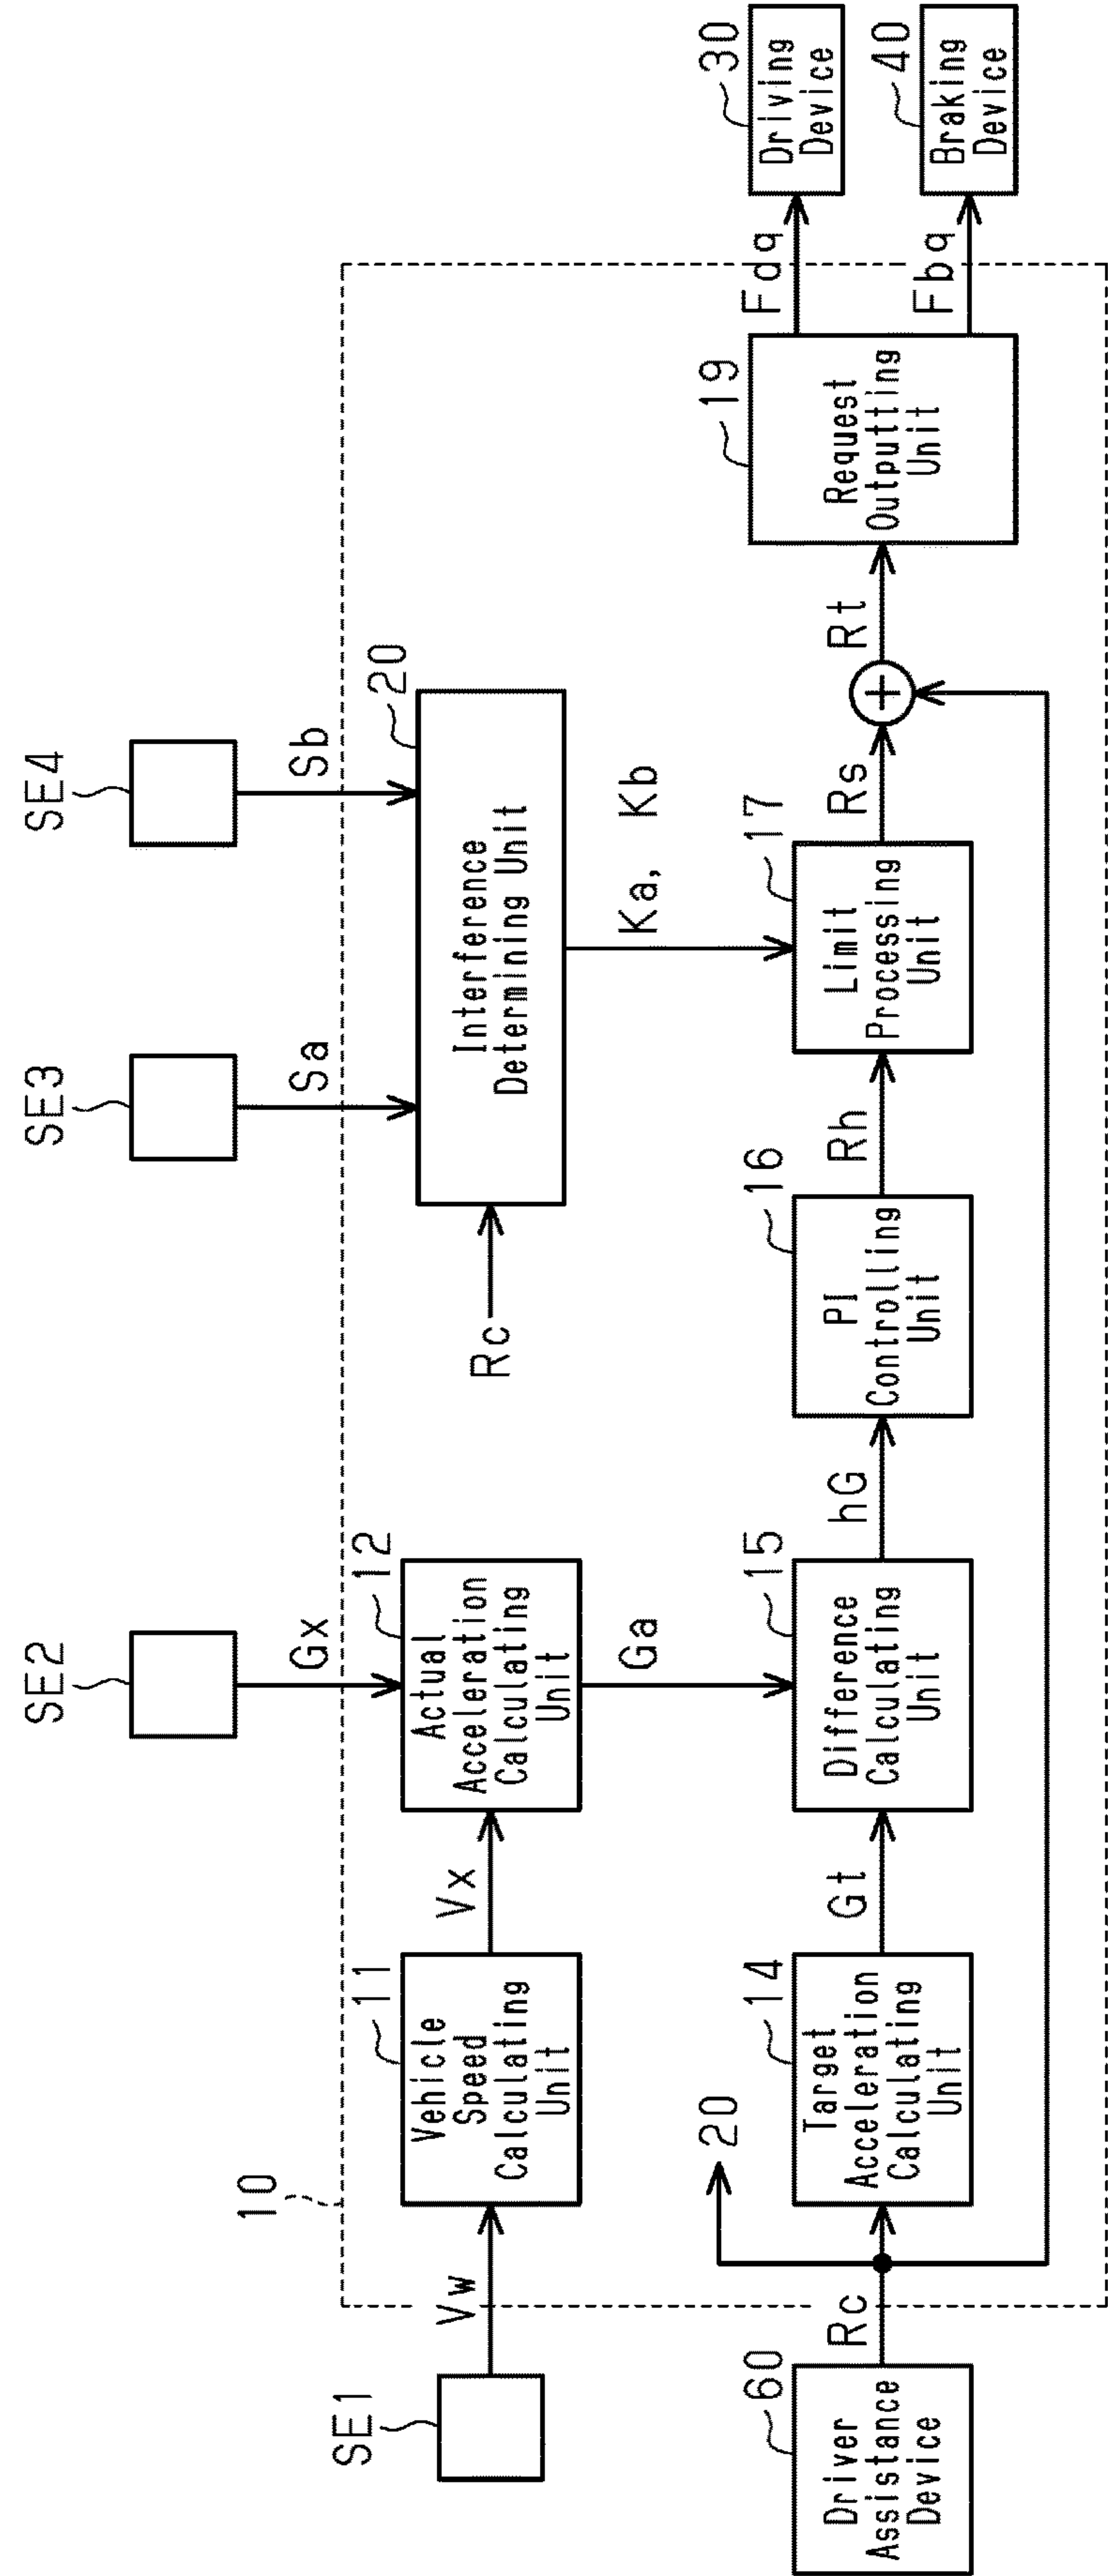 SE2
SE3
SE4
Gx
Sa
Sb
10
SE1
Vw
11
Vehicle
Speed
Calculating
Unit
Vx
12
Actual
Acceleration
Calculating
Unit
Rc
20
Interference
Determining Unit
Ga
Ka, Kb
60
Driver
Assistance
Device
Rc
20
14
Target
Acceleration
Calculating
Unit
Gt
15
Difference
Calculating
Unit
hG
16
PI
Controlling
Unit
Rh
17
Limit
Processing
Unit
Rs
+
Rt
19
Request
Outputting
Unit
Fdq
Fbq
30
Driving
Device
40
Braking
Device